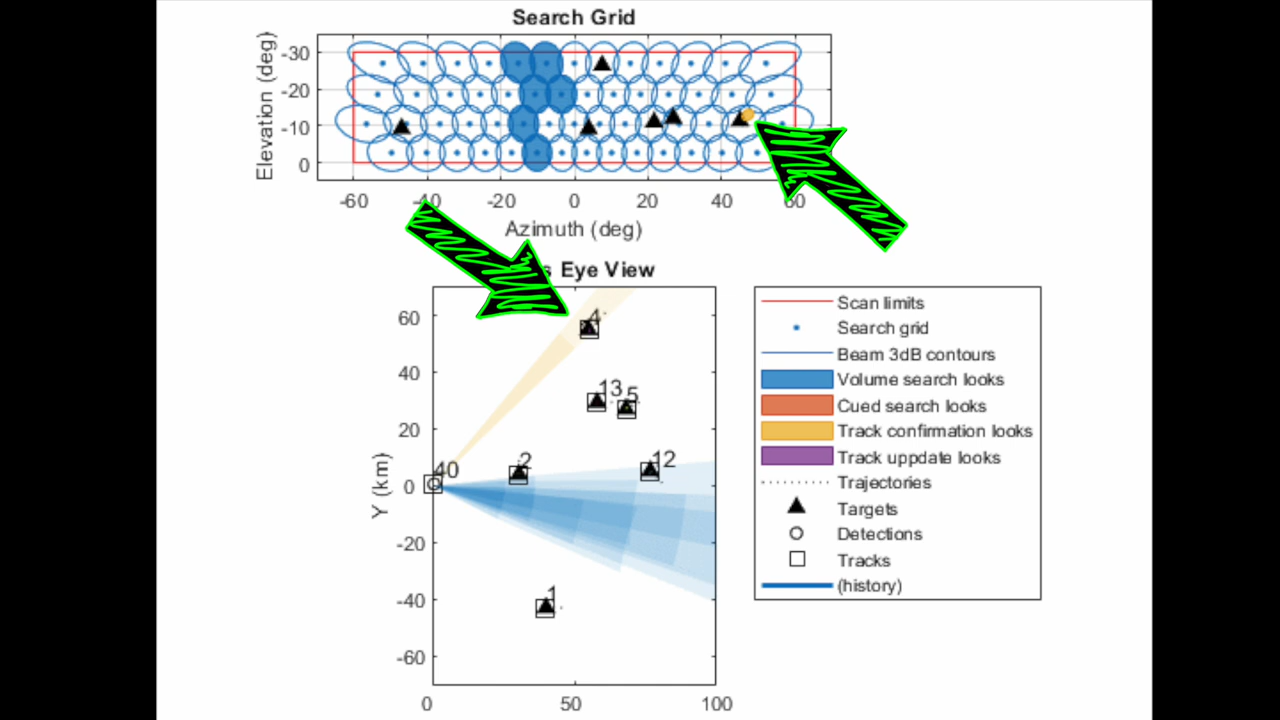 Search Grid
Elevation (deg)
-30
-20
-10
0
-60 -40 -20 0 20 40 60
Azimuth (deg)
s Eye View
Y (km)
60
40
20
0
-20
-40
-60
0 50 100
4
13 5
2 12
40
1
Scan limits
Search grid
Beam 3dB contours
Volume search looks
Cued search looks
Track confirmation looks
Track uppdate looks
Trajectories
Targets
Detections
Tracks
(history)